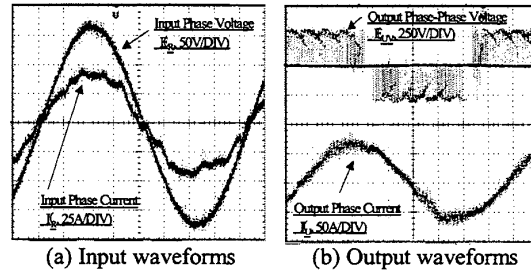 Input Phase Voltage
(E_R, 50V/DIV)
Input Phase Current
(I_R, 25A/DIV)
(a) Input waveforms
Output Phase-Phase Voltage
(E_UV, 250V/DIV)
Output Phase Current
(I_U, 50A/DIV)
(b) Output waveforms